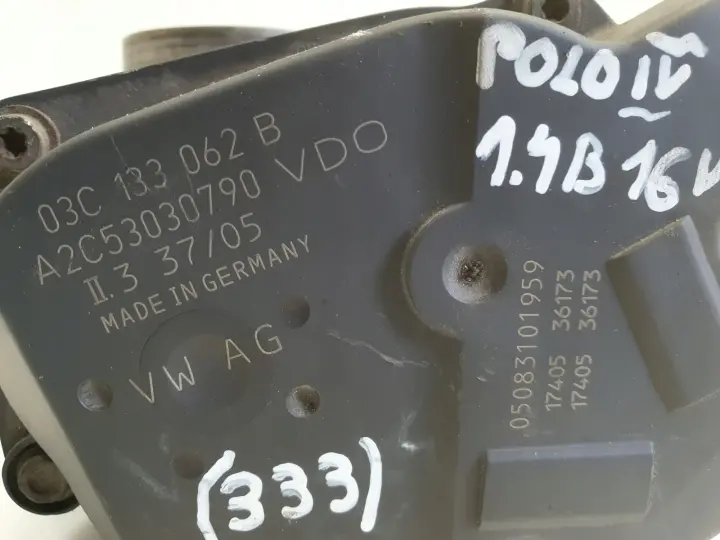 03C 133 062 B
A2C53030790 VDO
II.3 37/05
MADE IN GERMANY
VW AG
POLO IV
1.4B 16V
05083101959
17405 36173
17405 36173
(333)